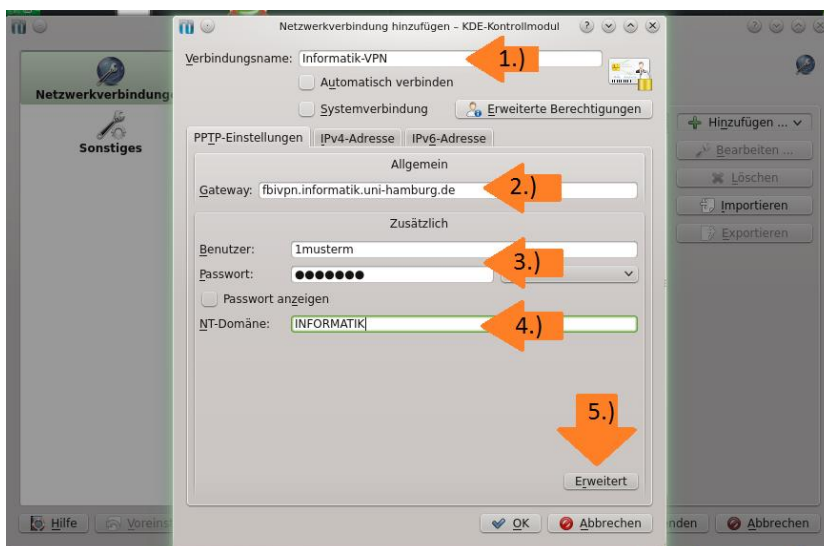 Netzwerkverbindung hinzufügen – KDE-Kontrollmodul
Verbindungsname: Informatik-VPN 1.)
Automatisch verbinden
Systemverbindung Erweiterte Berechtigungen
Netzwerkverbindung
Sonstiges
PPTP-Einstellungen IPv4-Adresse IPv6-Adresse
Allgemein
Gateway: fbivpn.informatik.uni-hamburg.de 2.)
Zusätzlich
Benutzer: 1musterm
Passwort: ●●●●●●● 3.)
Passwort anzeigen
NT-Domäne: INFORMATIK 4.)
5.)
Erweitert
OK Abbrechen
Hinzufügen ...
Bearbeiten ...
Löschen
Importieren
Exportieren
Hilfe Voreins
nden Abbrechen